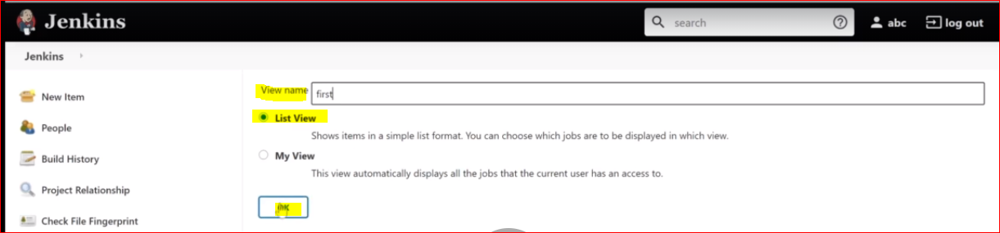 Jenkins
search
abc
log out
Jenkins
New Item
People
Build History
Project Relationship
Check File Fingerprint
View name
first
List View
Shows items in a simple list format. You can choose which jobs are to be displayed in which view.
My View
This view automatically displays all the jobs that the current user has an access to.